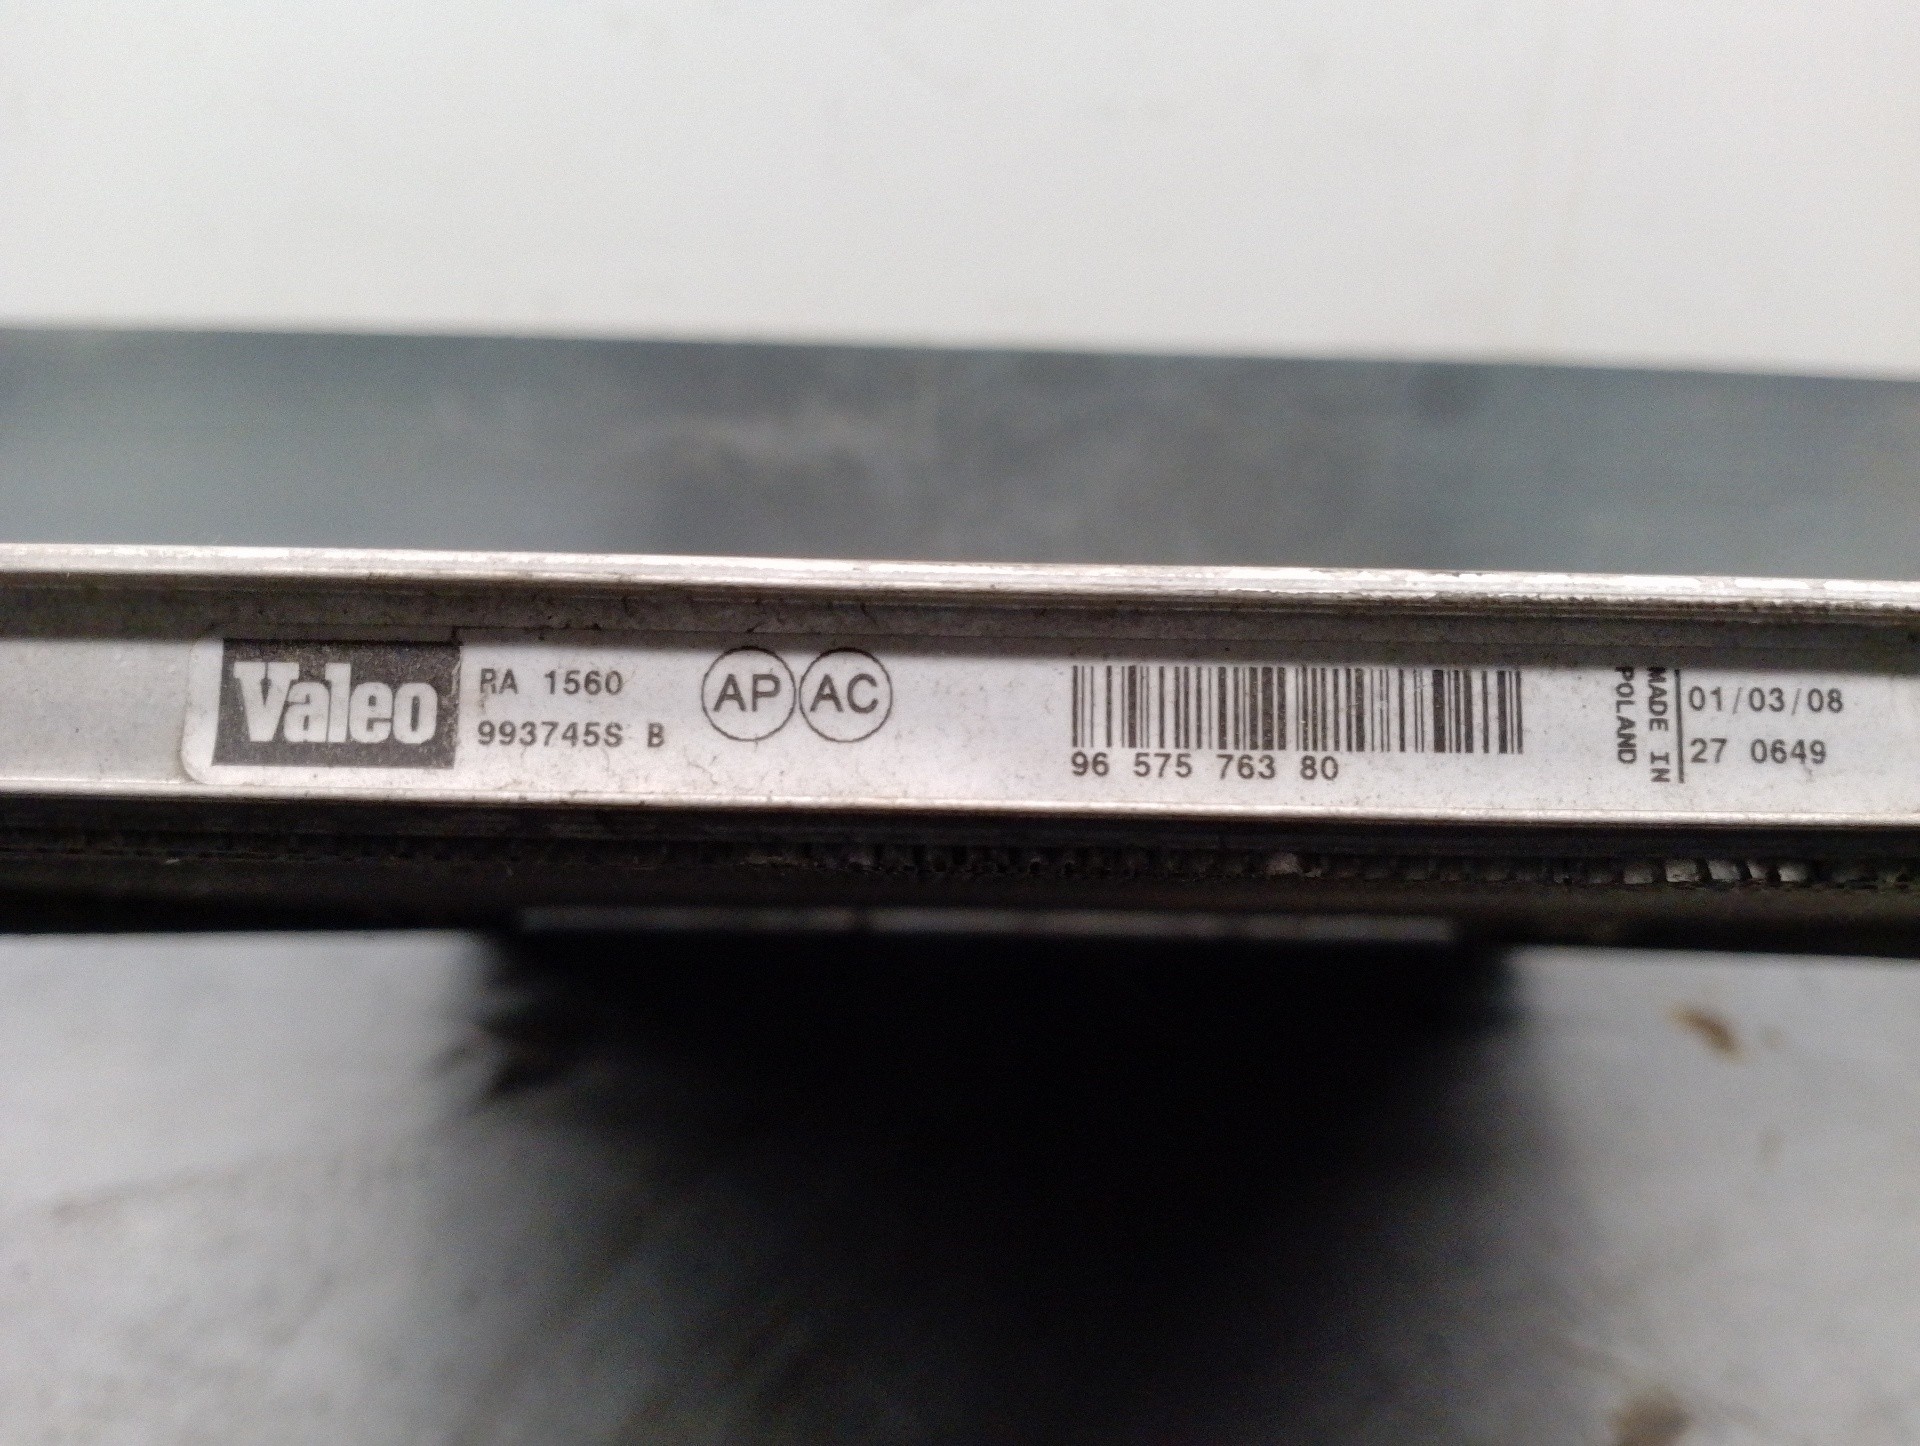 Valeo
RA 1560
993745S B
AP AC
96 575 763 80
MADE IN
POLAND
01/03/08
27 0649